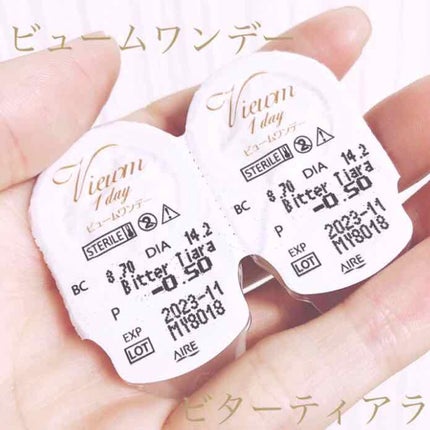 ビュームワンデー
Vieum
1 day
ビュームワンデー
STERILE
BC 8.70 DIA 14.2
Bitter Tiara
P -0.50
EXP 2023-11
LOT MY8018
AIRE
Vieum
1 day
ビュームワンデー
STERILE
BC 8.70 DIA 14.2
Bitter Tiara
P -0.50
EXP 2023-11
LOT MY8018
AIRE
ビターティアラ